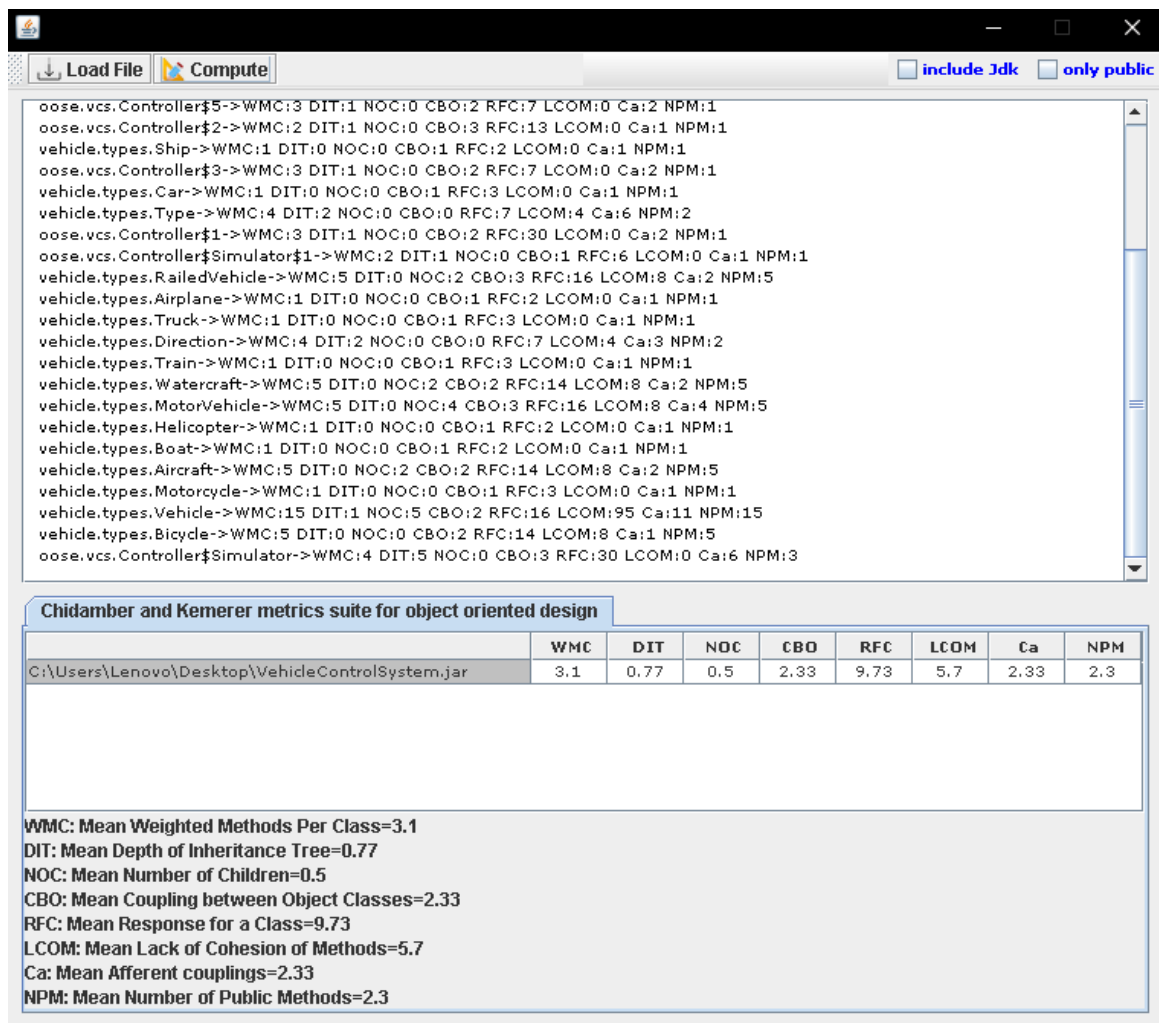 Load File Compute include Jdk only public
oose.vcs.Controller$5->WMC:3 DIT:1 NOC:0 CBO:2 RFC:7 LCOM:0 Ca:2 NPM:1
oose.vcs.Controller$2->WMC:2 DIT:1 NOC:0 CBO:3 RFC:13 LCOM:0 Ca:1 NPM:1
vehicle.types.Ship->WMC:1 DIT:0 NOC:0 CBO:1 RFC:2 LCOM:0 Ca:1 NPM:1
oose.vcs.Controller$3->WMC:3 DIT:1 NOC:0 CBO:2 RFC:7 LCOM:0 Ca:2 NPM:1
vehicle.types.Car->WMC:1 DIT:0 NOC:0 CBO:1 RFC:3 LCOM:0 Ca:1 NPM:1
vehicle.types.Type->WMC:4 DIT:2 NOC:0 CBO:0 RFC:7 LCOM:4 Ca:6 NPM:2
oose.vcs.Controller$1->WMC:3 DIT:1 NOC:0 CBO:2 RFC:30 LCOM:0 Ca:2 NPM:1
oose.vcs.Controller$Simulator$1->WMC:2 DIT:1 NOC:0 CBO:1 RFC:6 LCOM:0 Ca:1 NPM:1
vehicle.types.RailedVehicle->WMC:5 DIT:0 NOC:2 CBO:3 RFC:16 LCOM:8 Ca:2 NPM:5
vehicle.types.Airplane->WMC:1 DIT:0 NOC:0 CBO:1 RFC:2 LCOM:0 Ca:1 NPM:1
vehicle.types.Truck->WMC:1 DIT:0 NOC:0 CBO:1 RFC:3 LCOM:0 Ca:1 NPM:1
vehicle.types.Direction->WMC:4 DIT:2 NOC:0 CBO:0 RFC:7 LCOM:4 Ca:3 NPM:2
vehicle.types.Train->WMC:1 DIT:0 NOC:0 CBO:1 RFC:3 LCOM:0 Ca:1 NPM:1
vehicle.types.Watercraft->WMC:5 DIT:0 NOC:2 CBO:2 RFC:14 LCOM:8 Ca:2 NPM:5
vehicle.types.MotorVehicle->WMC:5 DIT:0 NOC:4 CBO:3 RFC:16 LCOM:8 Ca:4 NPM:5
vehicle.types.Helicopter->WMC:1 DIT:0 NOC:0 CBO:1 RFC:2 LCOM:0 Ca:1 NPM:1
vehicle.types.Boat->WMC:1 DIT:0 NOC:0 CBO:1 RFC:2 LCOM:0 Ca:1 NPM:1
vehicle.types.Aircraft->WMC:5 DIT:0 NOC:2 CBO:2 RFC:14 LCOM:8 Ca:2 NPM:5
vehicle.types.Motorcycle->WMC:1 DIT:0 NOC:0 CBO:1 RFC:3 LCOM:0 Ca:1 NPM:1
vehicle.types.Vehicle->WMC:15 DIT:1 NOC:5 CBO:2 RFC:16 LCOM:95 Ca:11 NPM:15
vehicle.types.Bicycle->WMC:5 DIT:0 NOC:0 CBO:2 RFC:14 LCOM:8 Ca:1 NPM:5
oose.vcs.Controller$Simulator->WMC:4 DIT:5 NOC:0 CBO:3 RFC:30 LCOM:0 Ca:6 NPM:3
Chidamber and Kemerer metrics suite for object oriented design
WMC DIT NOC CBO RFC LCOM Ca NPM
C:\Users\Lenovo\Desktop\VehicleControlSystem.jar 3.1 0.77 0.5 2.33 9.73 5.7 2.33 2.3
WMC: Mean Weighted Methods Per Class=3.1
DIT: Mean Depth of Inheritance Tree=0.77
NOC: Mean Number of Children=0.5
CBO: Mean Coupling between Object Classes=2.33
RFC: Mean Response for a Class=9.73
LCOM: Mean Lack of Cohesion of Methods=5.7
Ca: Mean Afferent couplings=2.33
NPM: Mean Number of Public Methods=2.3